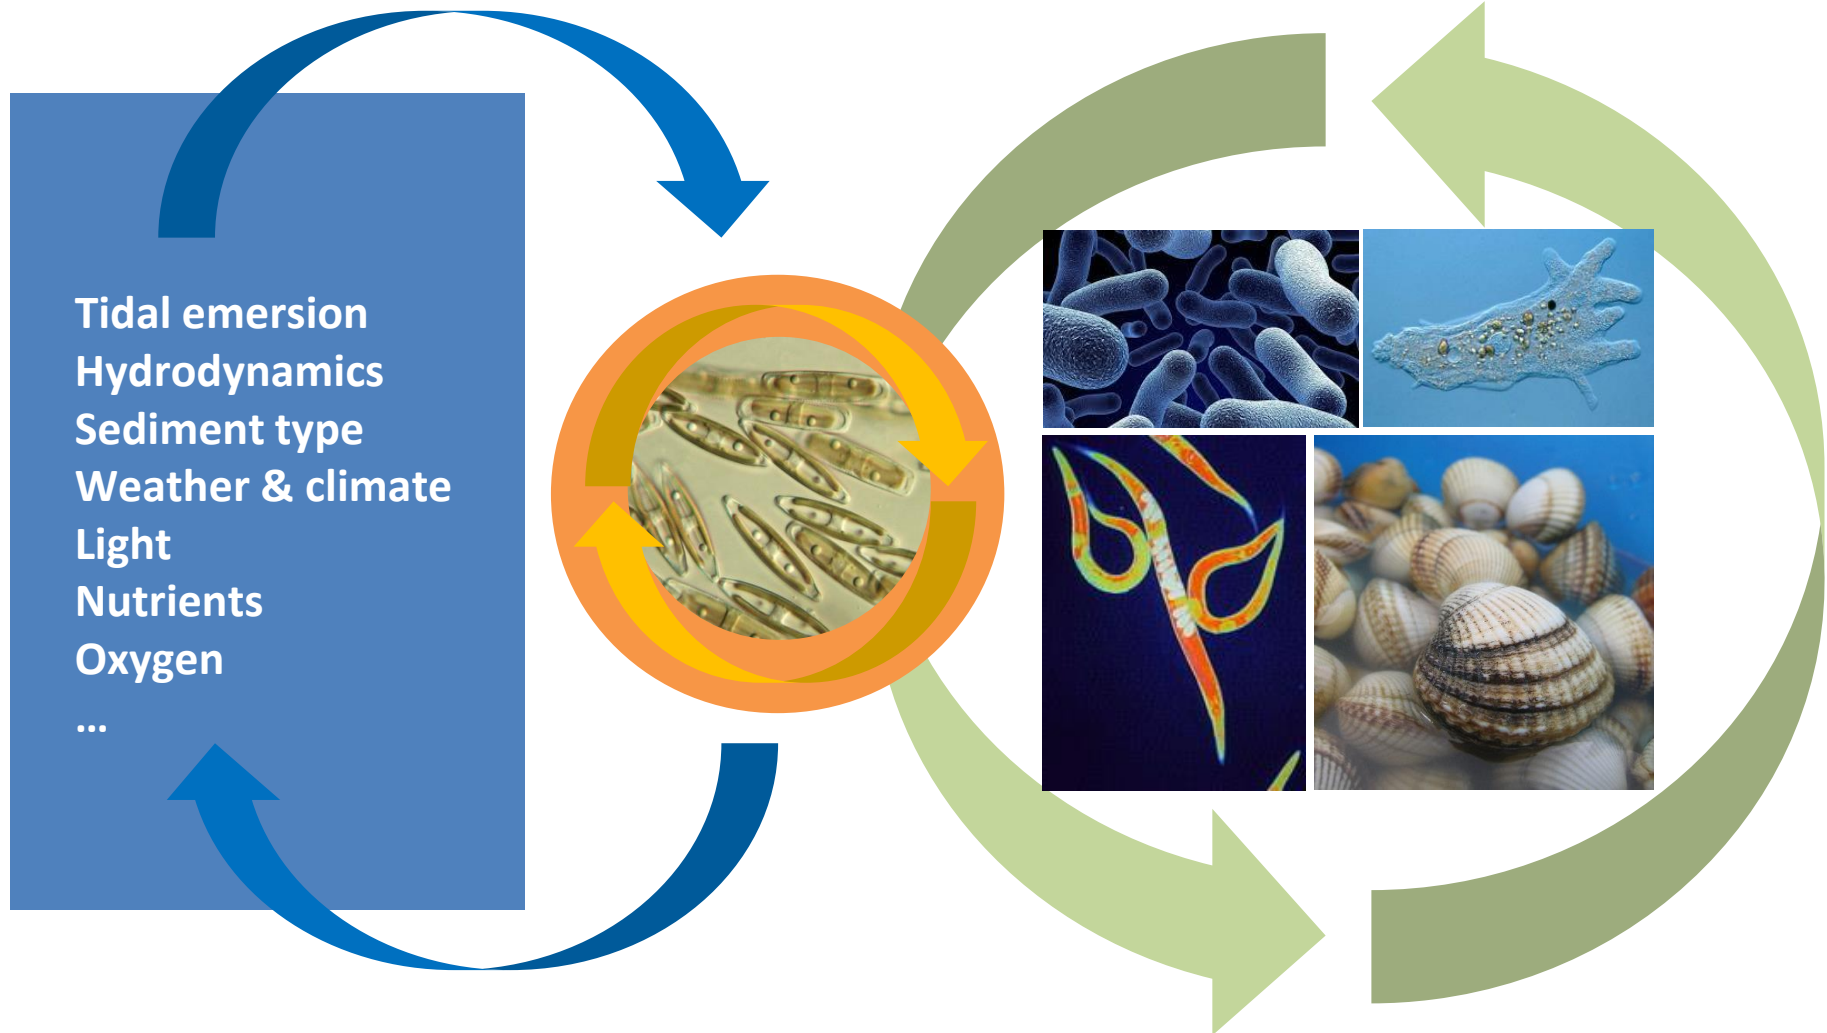 Tidal emersion
Hydrodynamics
Sediment type
Weather & climate
Light
Nutrients
Oxygen
...